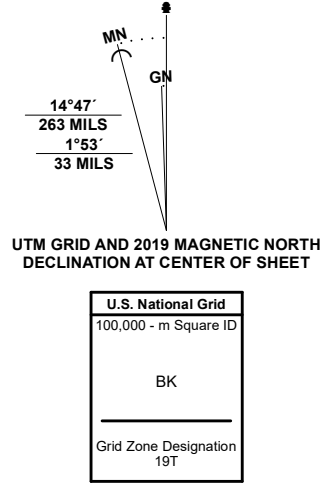 MN
GN
14°47´
263 MILS
1°53´
33 MILS
UTM GRID AND 2019 MAGNETIC NORTH
DECLINATION AT CENTER OF SHEET
U.S. National Grid
100,000 - m Square ID
BK
Grid Zone Designation
19T